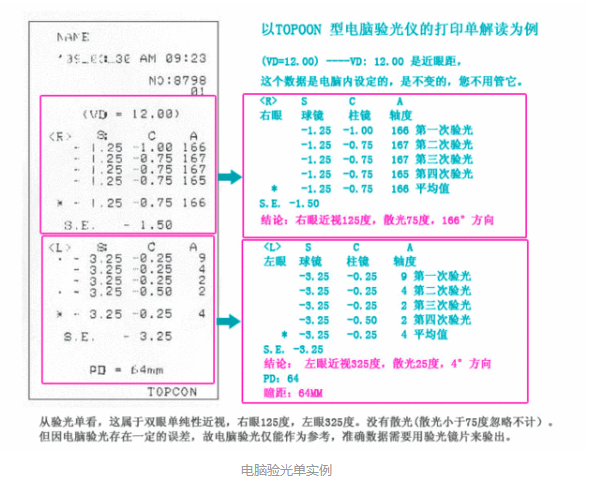 以TOPOON 型电脑验光仪的打印单解读为例
NAME
AM 09:23
NO:8798
01
(VD = 12.00)
<R> S C A
- 1.25 -1.00 166
- 1.25 -0.75 167
- 1.25 -0.75 167
- 1.25 -0.75 165
* - 1.25 -0.75 166
S.E. - 1.50
<L> S C A
- 3.25 -0.25 9
- 3.25 -0.25 4
- 3.25 -0.25 2
- 3.25 -0.50 2
* - 3.25 -0.25 4
S.E. - 3.25
PD = 64mm
TOPCON
(VD=12.00) ----VD: 12.00 是近眼距,
这个数据是电脑内设定的, 是不变的, 您不用管它。
<R> S C A
右眼 球镜 柱镜 轴度
-1.25 -1.00 166 第一次验光
-1.25 -0.75 167 第二次验光
-1.25 -0.75 167 第三次验光
-1.25 -0.75 165 第四次验光
* -1.25 -0.75 166 平均值
S.E. -1.50
结论: 右眼近视125度, 散光75度, 166°方向
<L> S C A
左眼 球镜 柱镜 轴度
-3.25 -0.25 9 第一次验光
-3.25 -0.25 4 第二次验光
-3.25 -0.25 2 第三次验光
-3.25 -0.50 2 第四次验光
* -3.25 -0.25 4 平均值
S.E. -3.25
结论: 左眼近视325度, 散光25度, 4°方向
PD: 64
瞳距: 64MM
从验光单看，这属于双眼单纯性近视，右眼125度，左眼325度。没有散光(散光小于75度忽略不计）。
但因电脑验光存在一定的误差，故电脑验光仅能作为参考，准确数据需要用验光镜片来验出。
电脑验光单实例